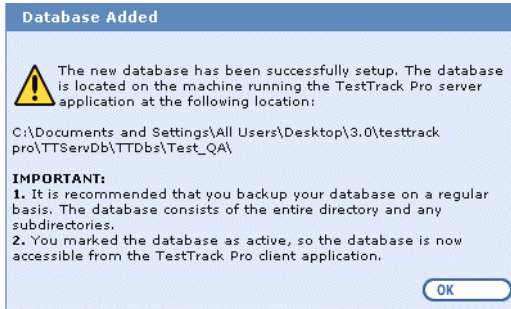 Database Added
The new database has been successfully setup. The database
is located on the machine running the TestTrack Pro server
application at the following location:
C:\Documents and Settings\All Users\Desktop\3.0\testtrack
pro\TTServDb\TTDbs\Test_QA\
IMPORTANT:
1. It is recommended that you backup your database on a regular
basis. The database consists of the entire directory and any
subdirectories.
2. You marked the database as active, so the database is now
accessible from the TestTrack Pro client application.
OK